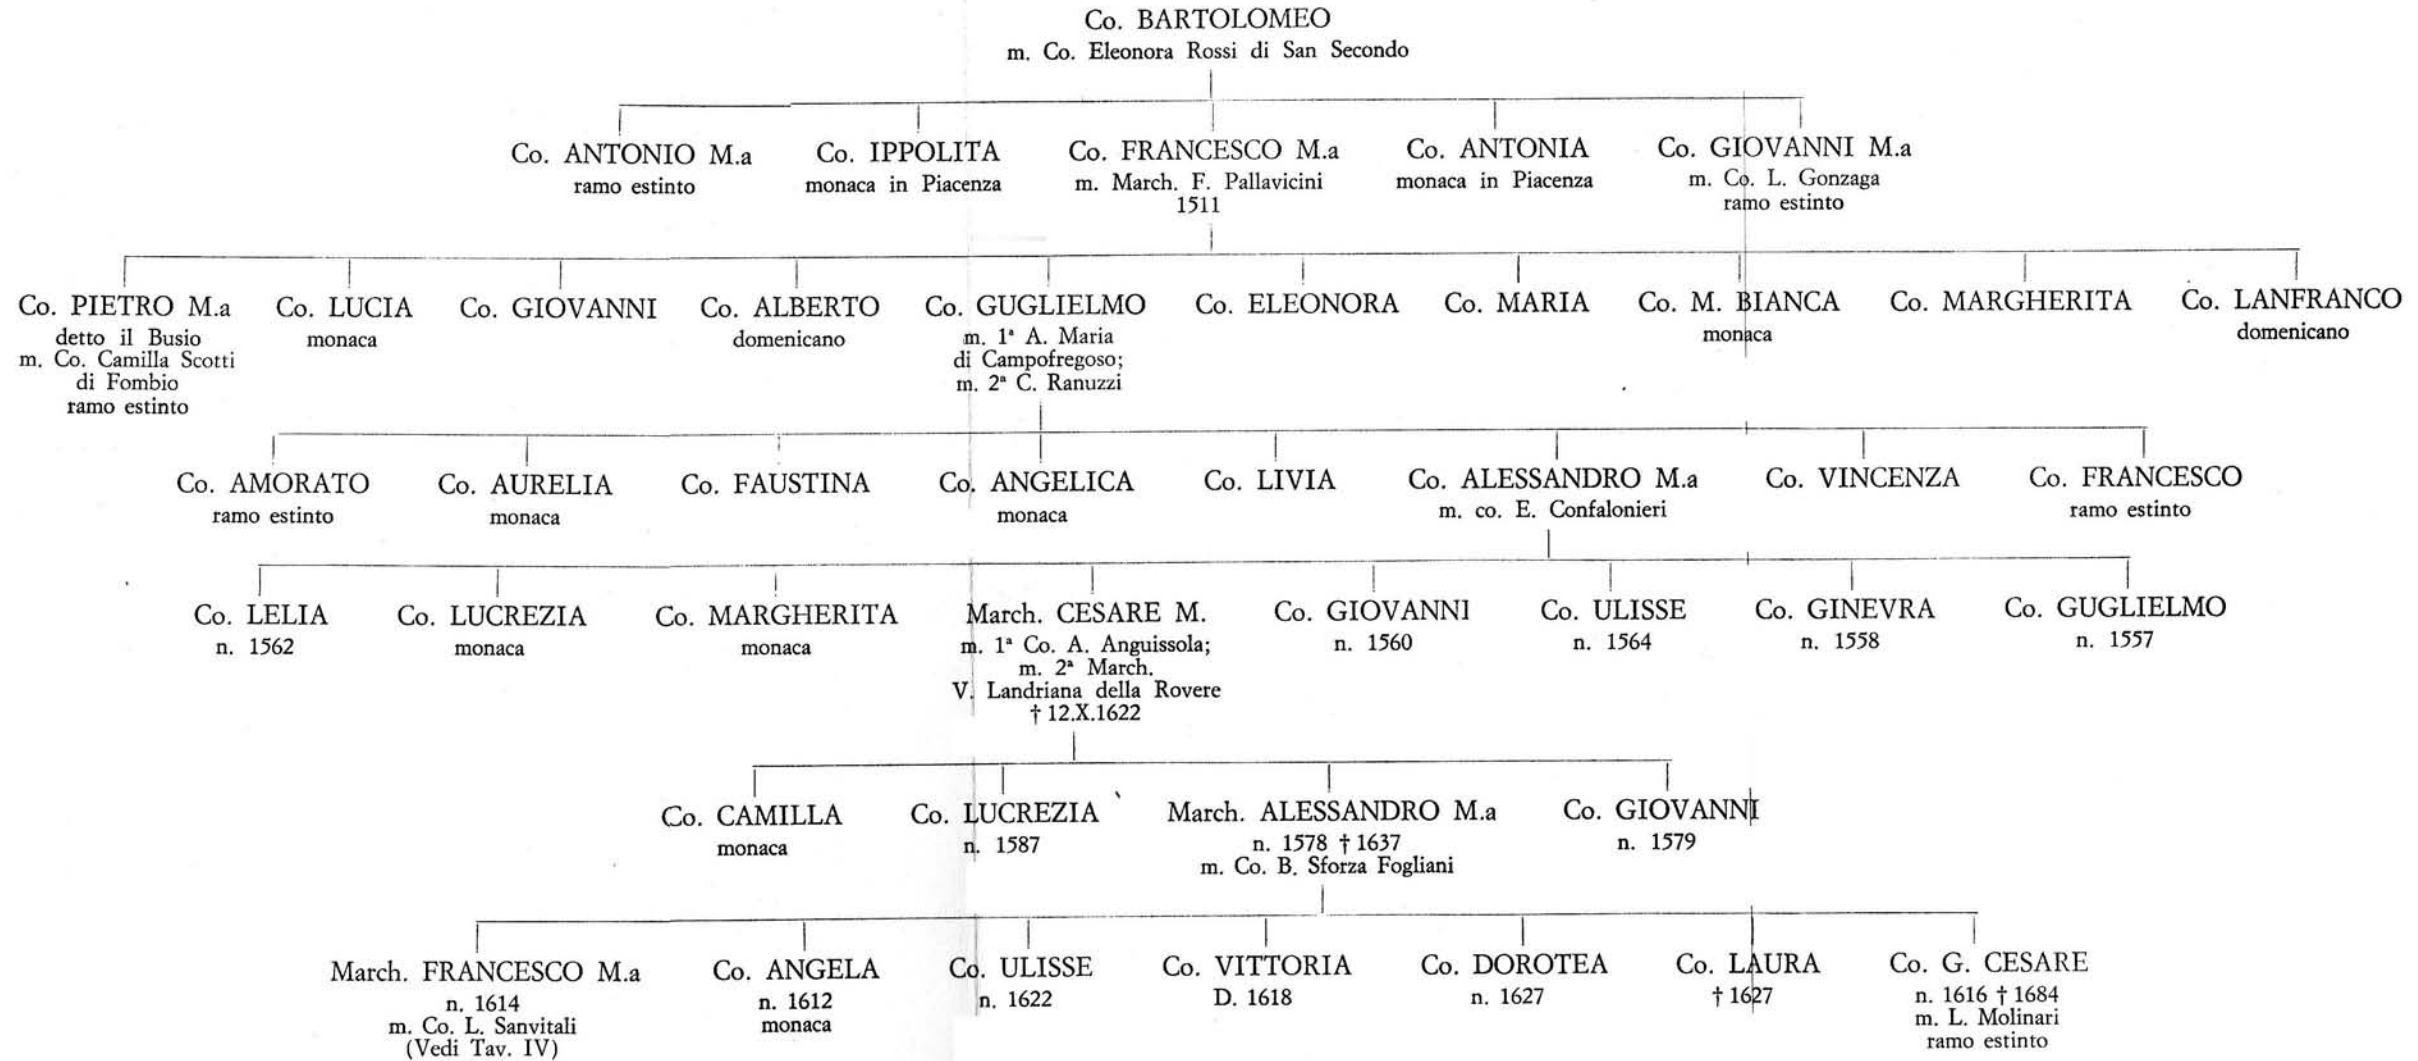 Co. BARTOLOMEO
m. Co. Eleonora Rossi di San Secondo
Co. ANTONIO M.a
ramo estinto
Co. IPPOLITA
monaca in Piacenza
Co. FRANCESCO M.a
m. March. F. Pallavicini
1511
Co. ANTONIA
monaca in Piacenza
Co. GIOVANNI M.a
m. Co. L. Gonzaga
ramo estinto
Co. PIETRO M.a
detto il Busio
m. Co. Camilla Scotti
di Fombio
ramo estinto
Co. LUCIA
monaca
Co. GIOVANNI
Co. ALBERTO
domenicano
Co. GUGLIELMO
m. 1ª A. Maria
di Campofregoso;
m. 2ª C. Ranuzzi
Co. ELEONORA
Co. MARIA
Co. M. BIANCA
monaca
Co. MARGHERITA
Co. LANFRANCO
domenicano
Co. AMORATO
ramo estinto
Co. AURELIA
monaca
Co. FAUSTINA
Co. ANGELICA
monaca
Co. LIVIA
Co. ALESSANDRO M.a
m. co. E. Confalonieri
Co. VINCENZA
Co. FRANCESCO
ramo estinto
Co. LELIA
n. 1562
Co. LUCREZIA
monaca
Co. MARGHERITA
monaca
March. CESARE M.
m. 1ª Co. A. Anguissola;
m. 2ª March.
V. Landriana della Rovere
† 12.X.1622
Co. GIOVANNI
n. 1560
Co. ULISSE
n. 1564
Co. GINEVRA
n. 1558
Co. GUGLIELMO
n. 1557
Co. CAMILLA
monaca
Co. LUCREZIA
n. 1587
March. ALESSANDRO M.a
n. 1578 † 1637
m. Co. B. Sforza Fogliani
Co. GIOVANNI
n. 1579
March. FRANCESCO M.a
n. 1614
m. Co. L. Sanvitali
(Vedi Tav. IV)
Co. ANGELA
n. 1612
monaca
Co. ULISSE
n. 1622
Co. VITTORIA
D. 1618
Co. DOROTEA
n. 1627
Co. LAURA
† 1627
Co. G. CESARE
n. 1616 † 1684
m. L. Molinari
ramo estinto